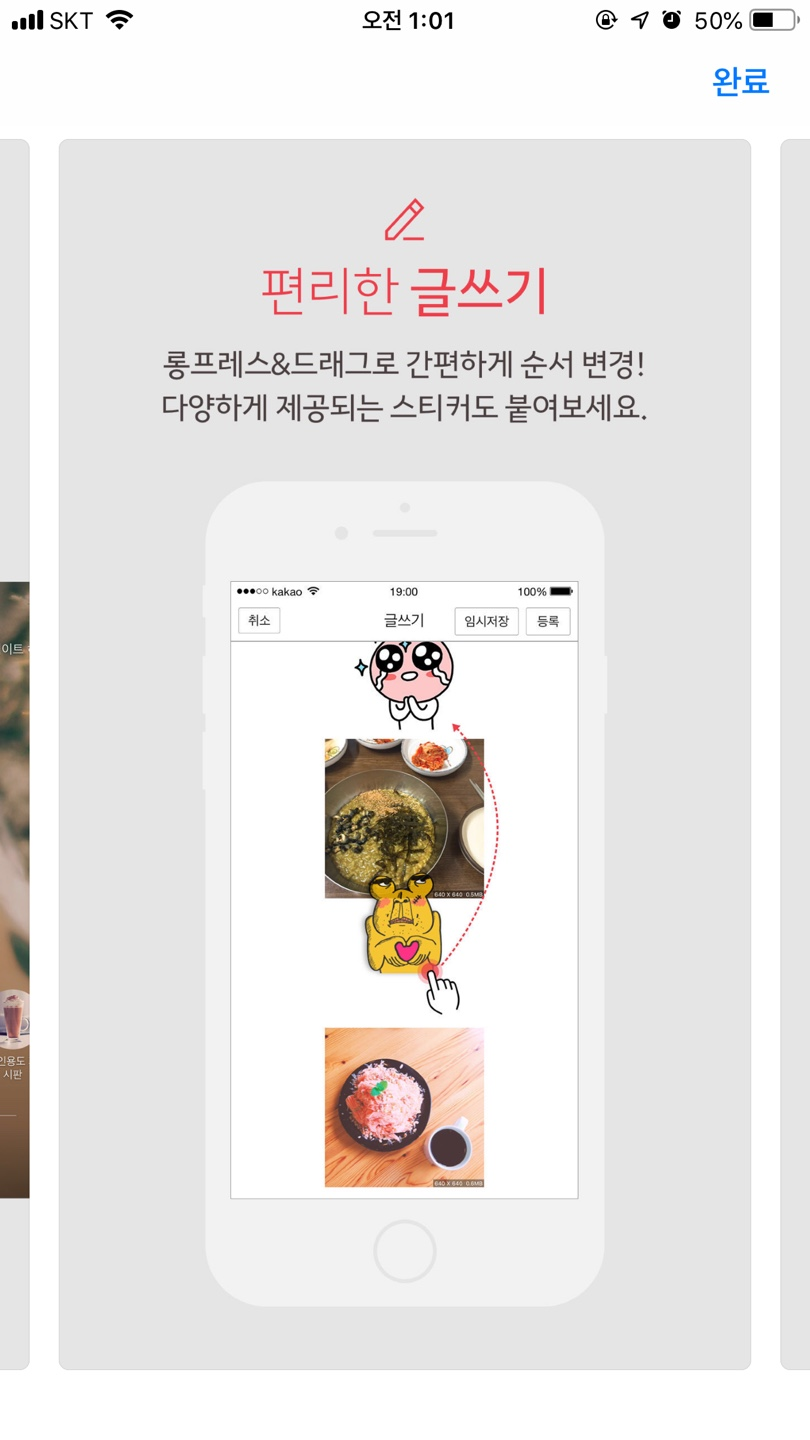 SKT 오전 1:01 50%
완료
편리한 글쓰기
롱프레스&드래그로 간편하게 순서 변경!
다양하게 제공되는 스티커도 붙여보세요.
kakao 19:00 100%
취소 글쓰기 임시저장 등록
이트
640 X 640 0.5MB
인용도
시판
640 X 640 0.6MB